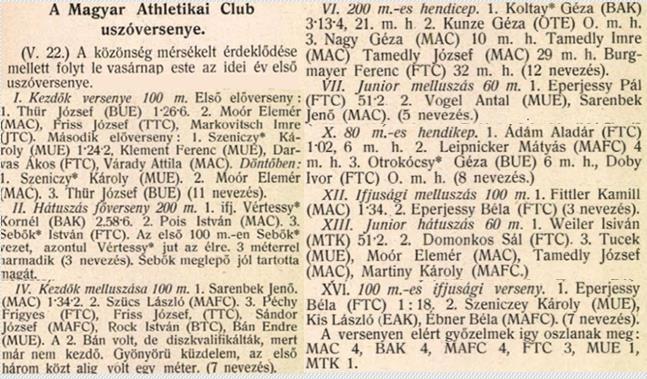 A Magyar Athletikai Club
uszóversenye.
(V. 22.) A közönség mérsékelt érdeklődése
mellett folyt le vasárnap este az idei év első
uszóversenye.
I. Kezdők versenye 100 m. Első előverseny:
1. Thür József (BUE) 1·26·6. 2. Moór Elemér
(MAC), Friss József (TTC), Markovitsch Imre
(JTC). Második előverseny: 1. Szeniczy* Ká-
roly (MUE) 1·24·2, Klement Ferenc (MUE), Dar-
vas Ákos (FTC), Várady Attila (MAC). Döntőben:
1. Szeniczy* Károly (MUE). 2. Moór Elemér
(MAC). 3. Thür József (BUE) (11 nevezés).
II. Hátuszás főverseny 200 m. 1. ifj. Vértessy*
Kornél (BAK) 2.58·6. 2. Pois István (MAC). 3.
Sebők* István (FTC). Az első 100 m.-en Sebők*
vezet, azontul Vértessy* jut az élre. 3 méterrel
harmadik (3 nevezés). Sebők meglepő jól tartotta
magát.
IV. Kezdők melluszása 100 m. 1. Sarenbek Jenő.
(MAC) 1·34·2. 2. Szücs László (MAFC). 3. Péchy
Frigyes (FTC), Friss József, (TTC), Sándor
József (MAFC), Rock István (BTC), Bán Endre
(MUE). A 2. Bán volt, de diszkvalifikálták, mert
már nem kezdő. Gyönyörü küzdelem, az első
három közt alig volt egy méter. (7 nevezés).
VI. 200 m.-es hendicep. 1. Koltay* Géza (BAK)
3·13·4, 21. m. h 2. Kunze Géza (ÖTE) O. m. h.
3. Nagy Géza (MAC) 10 m. h. Tamedly Imre
(MAC) Tamedly József (MAC) 29 m. h. Burg-
mayer Ferenc (FTC) 32 m. h. (12 nevezés).
VII. Junior melluszás 60 m. 1. Eperjessy Pál
(FTC) 51·2. 2. Vogel Antal (MUE), Sarenbek
Jenő (MAC). (5 nevezés.)
X. 80 m.-es hendikep. 1. Ádám Aladár (FTC)
1·02, 6 m. h. 2. Leipnicker Mátyás (MAFC) 4
m. h. 3. Otrokócsy* Géza (BUE) 6 m. h., Doby
Ivor (FTC) O. m. h. (8 nevezés.)
XII. Ifjusági melluszás 100 m. 1. Fittler Kamill
(MAC) 1·34. 2. Eperjessy Béla (FTC) (3 nevezés).
XIII. Junior hátuszás 60 m. 1. Weiler Isiván
(MTK) 51·2. 2. Domonkos Sál (FTC). 3. Tucek
(MUE), Moór Elemér (MAC), Tamedly József
(MAC), Martiny Károly (MAFC.)
XVI. 100 m.-es ifjusági verseny. 1. Eperjessy
Béla (FTC) 1:18. 2. Szeniczey Károly (MUE),
Kis László (EAK), Ébner Béla (MAFC). (7 nevezés).
A versenyen elért győzelmek igy oszlanak meg:
MAC 4, BAK 4, MAFC 4, FTC 3, MUE 1,
MTK 1.